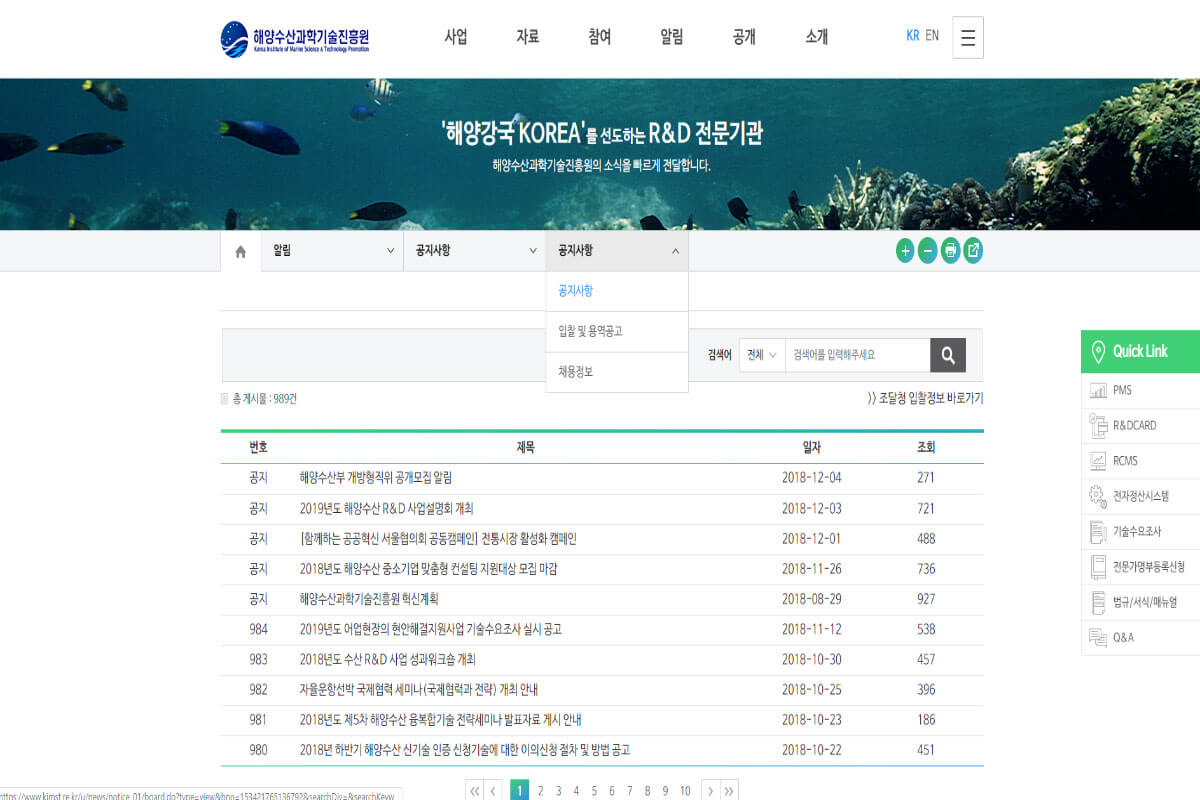 해양수산과학기술진흥원
Korea Institute of Marine Science & Technology Promotion
사업 자료 참여 알림 공개 소개
KR EN
'해양강국 KOREA'를 선도하는 R&D 전문기관
해양수산과학기술진흥원의 소식을 빠르게 전달합니다.
알림 공지사항 공지사항
공지사항
입찰 및 용역공고
채용정보
검색어 전체 검색어를 입력해주세요
총 게시물 : 989건
>> 조달청 입찰정보 바로가기
번호 제목 일자 조회
공지 해양수산부 개방형직위 공개모집 알림 2018-12-04 271
공지 2019년도 해양수산 R&D 사업설명회 개최 2018-12-03 721
공지 [함께하는 공공혁신 서울협의회 공동캠페인] 전통시장 활성화 캠페인 2018-12-01 488
공지 2018년도 해양수산 중소기업 맞춤형 컨설팅 지원대상 모집 마감 2018-11-26 736
공지 해양수산과학기술진흥원 혁신계획 2018-08-29 927
984 2019년도 어업현장의 현안해결지원사업 기술수요조사 실시 공고 2018-11-12 538
983 2018년도 수산 R&D 사업 성과워크숍 개최 2018-10-30 457
982 자율운항선박 국제협력 세미나(국제협력과 전략) 개최 안내 2018-10-25 396
981 2018년도 제5차 해양수산 융복합기술 전략세미나 발표자료 게시 안내 2018-10-23 186
980 2018년 하반기 해양수산 신기술 인증 신청기술에 대한 이의신청 절차 및 방법 공고 2018-10-22 451
<< < 1 2 3 4 5 6 7 8 9 10 > >>
Quick Link
PMS
R&DCARD
RCMS
전자정산시스템
기술수요조사
전문가명부등록신청
법규/서식/매뉴얼
Q&A